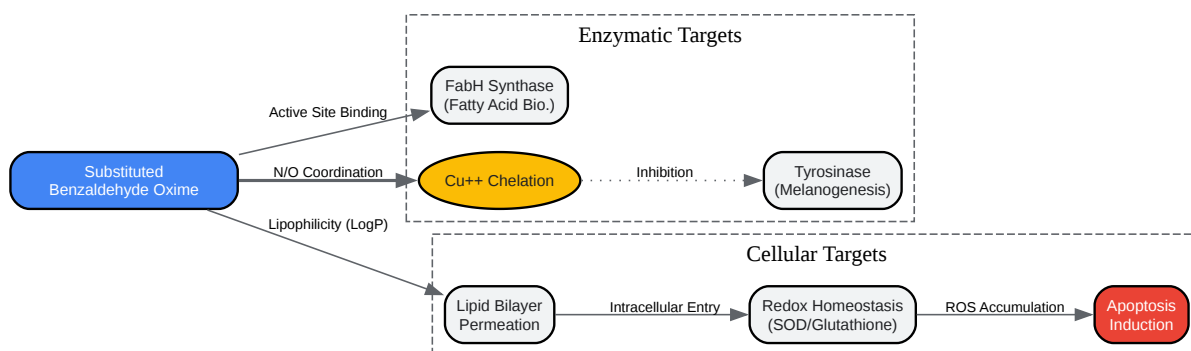 Enzymatic Targets
FabH Synthase
(Fatty Acid Bio.)
Active Site Binding
Substituted
Benzaldehyde Oxime
N/O Coordination
Cu++ Chelation
Inhibition
Tyrosinase
(Melanogenesis)
Lipophilicity (LogP)
Cellular Targets
Lipid Bilayer
Permeation
Intracellular Entry
Redox Homeostasis
(SOD/Glutathione)
ROS Accumulation
Apoptosis
Induction